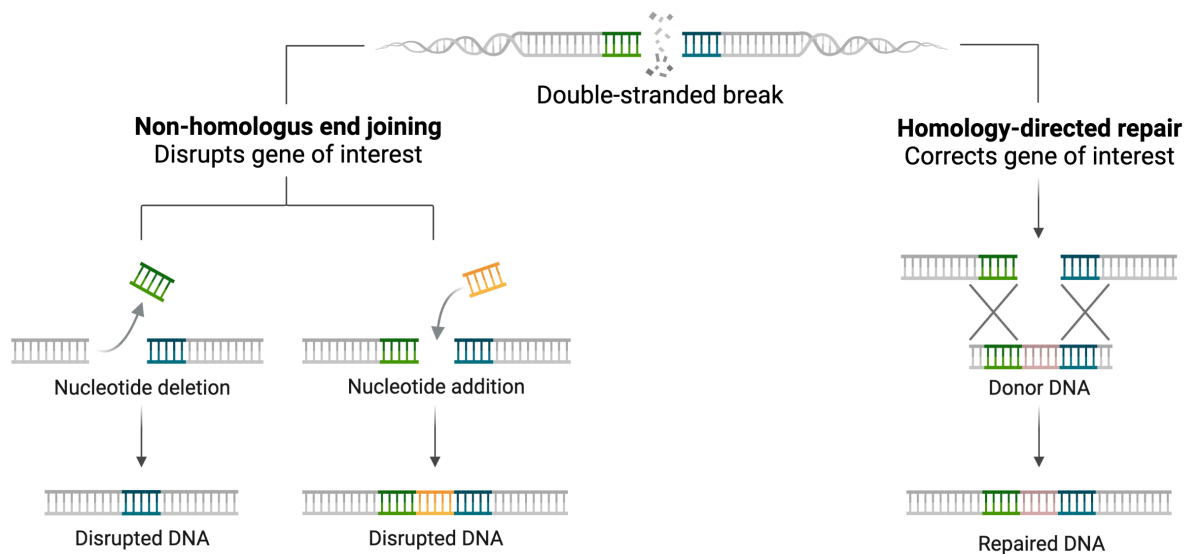 Double-stranded break
Non-homologus end joining
Disrupts gene of interest
Homology-directed repair
Corrects gene of interest
Nucleotide deletion
Nucleotide addition
Donor DNA
Disrupted DNA
Disrupted DNA
Repaired DNA